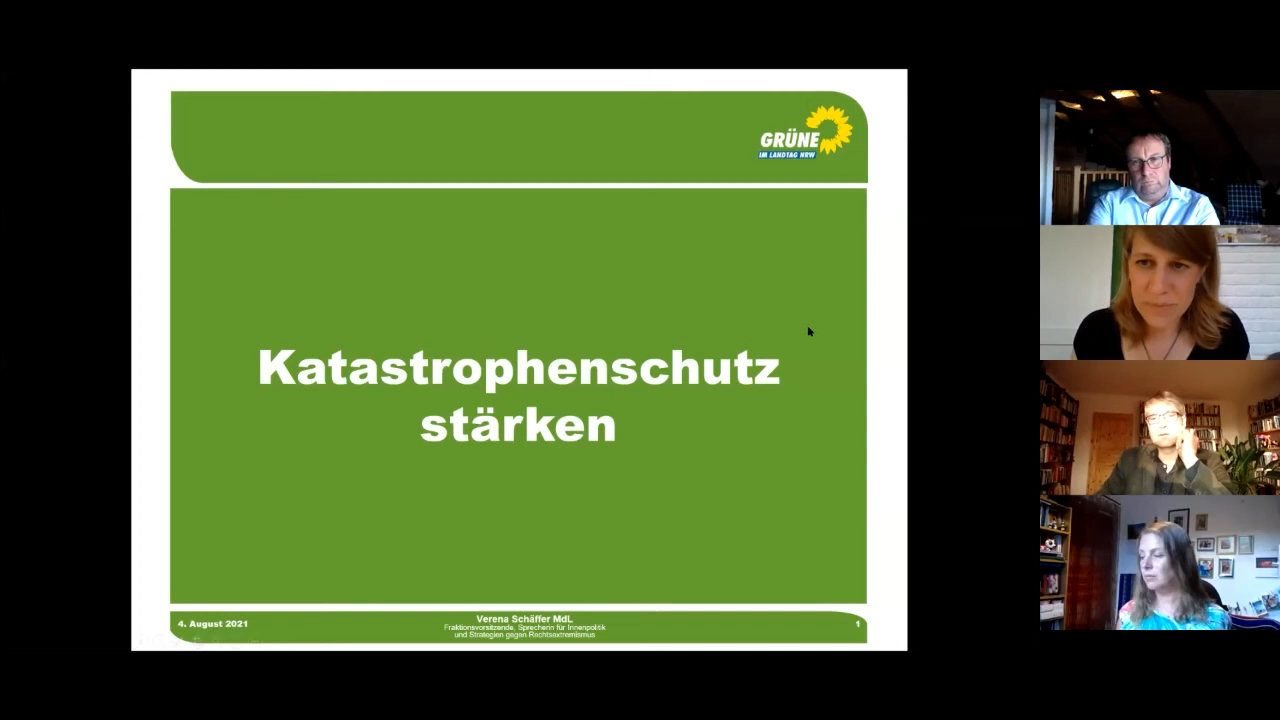 GRÜNE
IM LANDTAG NRW
Katastrophenschutz
stärken
4. August 2021
Verena Schäffer MdL
Fraktionsvorsitzende, Sprecherin für Innenpolitik
und Strategien gegen Rechtsextremismus
1